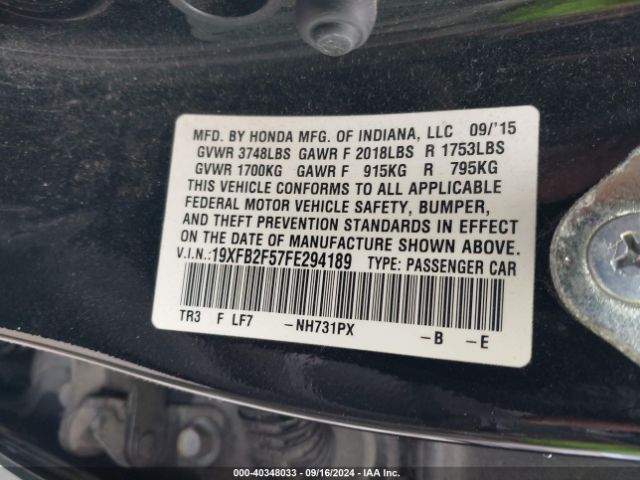 MFD. BY HONDA MFG. OF INDIANA, LLC 09/'15
GVWR 3748LBS GAWR F 2018LBS R 1753LBS
GVWR 1700KG GAWR F 915KG R 795KG
THIS VEHICLE CONFORMS TO ALL APPLICABLE
FEDERAL MOTOR VEHICLE SAFETY, BUMPER,
AND THEFT PREVENTION STANDARDS IN EFFECT
ON THE DATE OF MANUFACTURE SHOWN ABOVE.
V.I.N.:19XFB2F57FE294189 TYPE: PASSENGER CAR
TR3 F LF7 –NH731PX –B –E
000-40348033 — 09/16/2024 — IAA Inc.